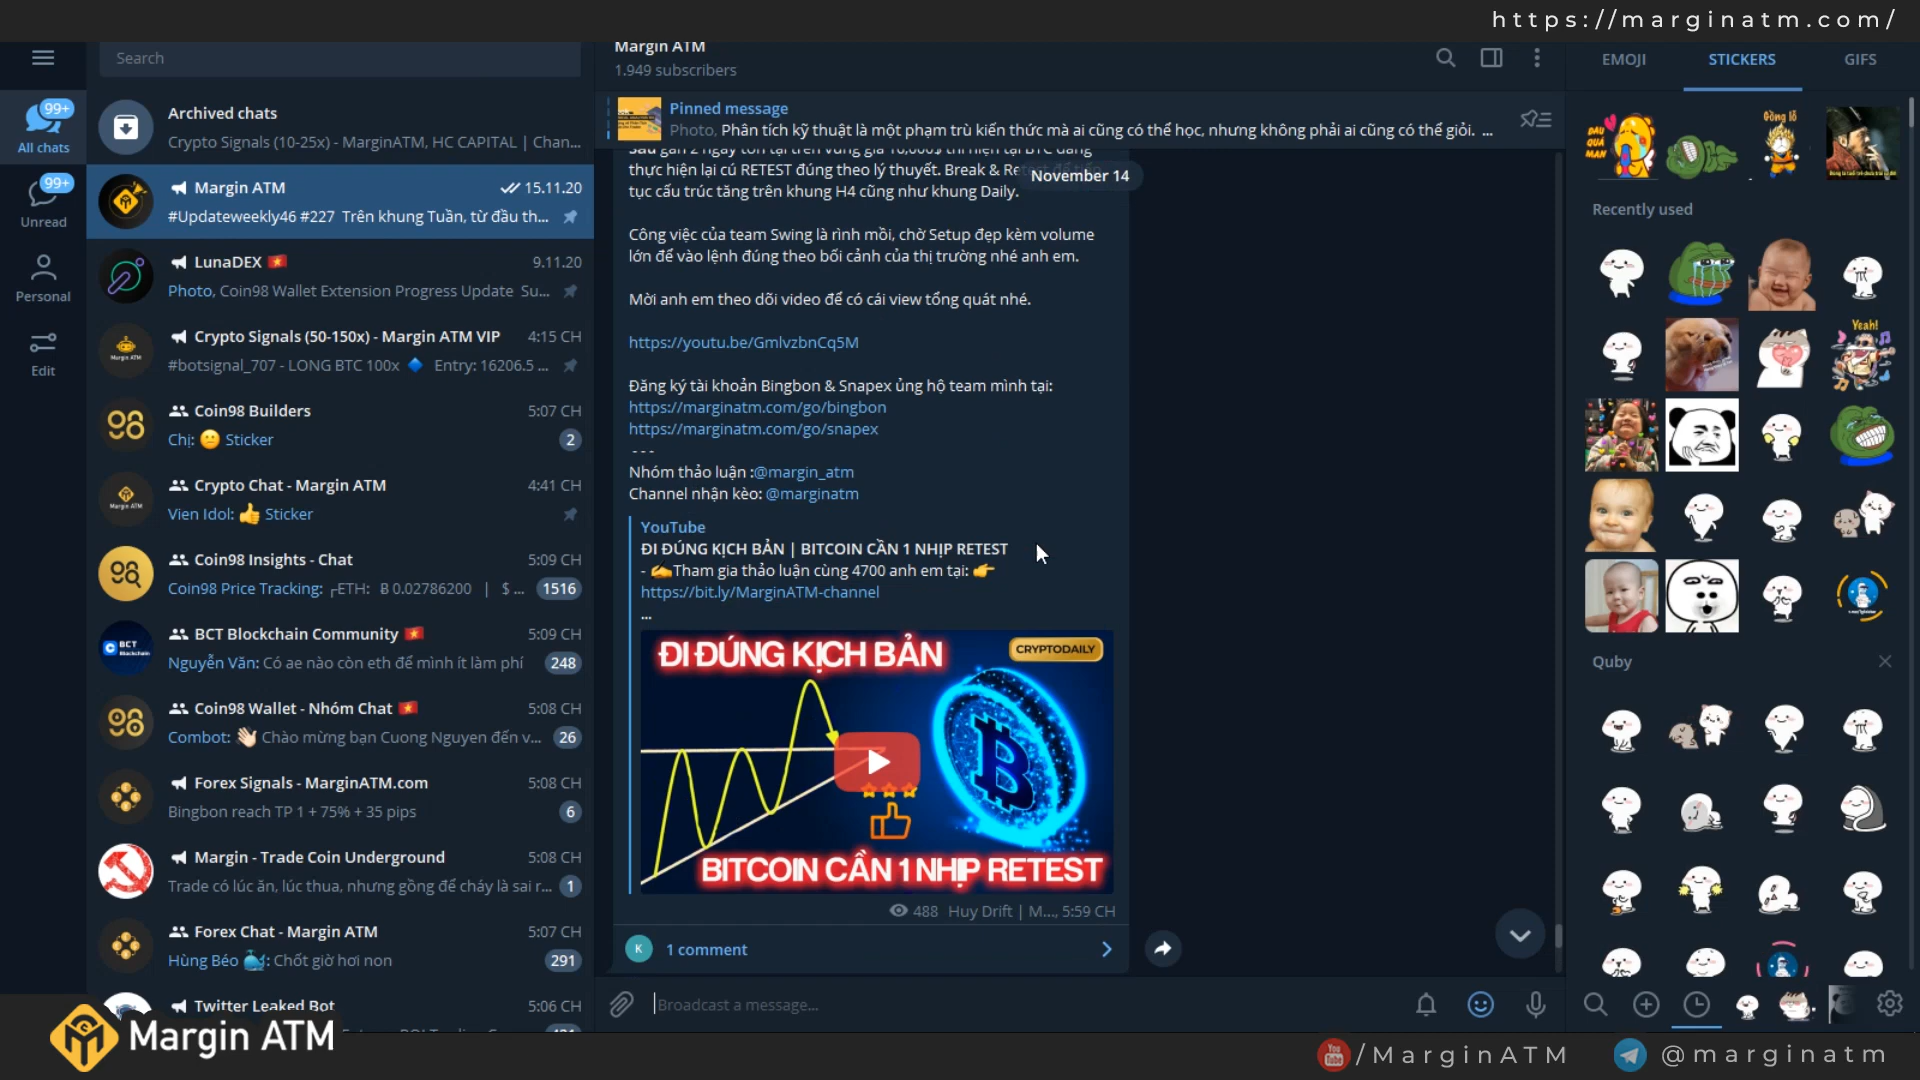 https://marginatm.com/
Search
Archived chats
Crypto Signals (10-25x) - MarginATM, HC CAPITAL | Chan...
99+
All chats
99+
Unread
Personal
Edit
Margin ATM
15.11.20
#Updateweekly46 #227 Trên khung Tuần, từ đầu th...
LunaDEX
9.11.20
Photo, Coin98 Wallet Extension Progress Update Su...
Crypto Signals (50-150x) - Margin ATM VIP
4:15 CH
#botsignal_707 - LONG BTC 100x Entry: 16206.5 ...
Coin98 Builders
5:07 CH
Chị: Sticker
2
Crypto Chat - Margin ATM
4:41 CH
Vien Idol: Sticker
Coin98 Insights - Chat
5:09 CH
Coin98 Price Tracking: ┌ETH: Ƀ 0.02786200 | $ ...
1516
BCT Blockchain Community
5:09 CH
Nguyễn Văn: Có ae nào còn eth để mình ít làm phí
248
Coin98 Wallet - Nhóm Chat
5:08 CH
Combot: Chào mừng bạn Cuong Nguyen đến v...
26
Forex Signals - MarginATM.com
5:08 CH
Bingbon reach TP 1 + 75% + 35 pips
6
Margin - Trade Coin Underground
5:08 CH
Trade có lúc ăn, lúc thua, nhưng gồng để cháy là sai r...
1
Forex Chat - Margin ATM
5:07 CH
Hùng Béo : Chốt giờ hơi non
291
Twitter Leaked Bot
5:06 CH
Margin ATM
Margin ATM
1.949 subscribers
Pinned message
Photo, Phân tích kỹ thuật là một phạm trù kiến thức mà ai cũng có thể học, nhưng không phải ai cũng có thể giỏi. ...
November 14
Sau gần 2 ngày tồn tại trên vùng giá 16,000$ thì hiện tại BTC đang
thực hiện lại cú RETEST đúng theo lý thuyết. Break &
tục cấu trúc tăng trên khung H4 cũng như khung Daily.
Công việc của team Swing là rình mồi, chờ Setup đẹp kèm volume
lớn để vào lệnh đúng theo bối cảnh của thị trường nhé anh em.
Mời anh em theo dõi video để có cái view tổng quát nhé.
https://youtu.be/GmlvzbnCq5M
Đăng ký tài khoản Bingbon & Snapex ủng hộ team mình tại:
https://marginatm.com/go/bingbon
https://marginatm.com/go/snapex
- - -
Nhóm thảo luận :@margin_atm
Channel nhận kèo: @marginatm
YouTube
ĐI ĐÚNG KỊCH BẢN | BITCOIN CẦN 1 NHỊP RETEST
- Tham gia thảo luận cùng 4700 anh em tại:
https://bit.ly/MarginATM-channel
...
ĐI ĐÚNG KỊCH BẢN
CRYPTODAILY
BITCOIN CẦN 1 NHỊP RETEST
488 Huy Drift | M..., 5:59 CH
K
1 comment
Broadcast a message...
EMOJI
STICKERS
GIFS
ĐAU QUÁ MAN
Gồng lỗ
Recently used
Yeah!
Quby
/MarginATM
@marginatm